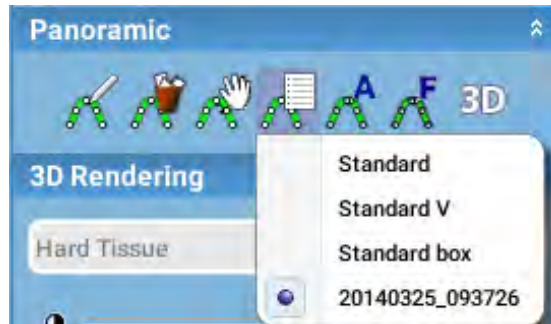 Panoramic
A F 3D
3D Rendering
Standard
Standard V
Hard Tissue
Standard box
20140325_093726